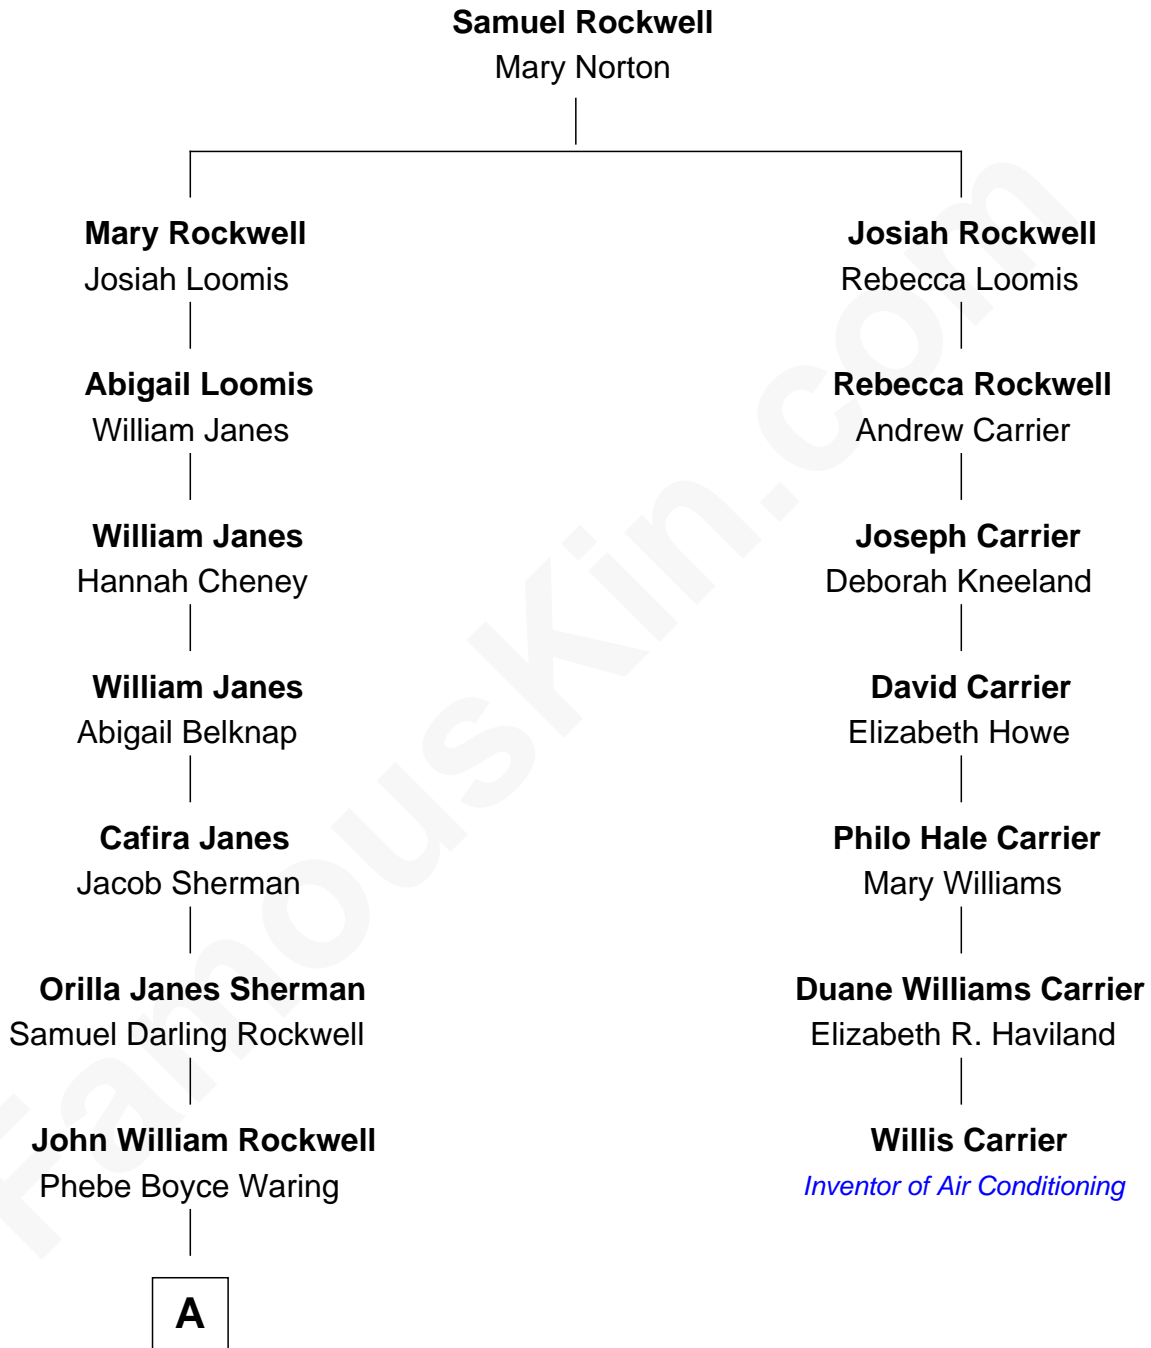 Samuel Rockwell
Mary Norton
Mary Rockwell
Josiah Loomis
Abigail Loomis
William Janes
William Janes
Hannah Cheney
William Janes
Abigail Belknap
Cafira Janes
Jacob Sherman
Orilla Janes Sherman
Samuel Darling Rockwell
John William Rockwell
Phebe Boyce Waring
A
Josiah Rockwell
Rebecca Loomis
Rebecca Rockwell
Andrew Carrier
Joseph Carrier
Deborah Kneeland
David Carrier
Elizabeth Howe
Philo Hale Carrier
Mary Williams
Duane Williams Carrier
Elizabeth R. Haviland
Willis Carrier
Inventor of Air Conditioning
FamousKin.com